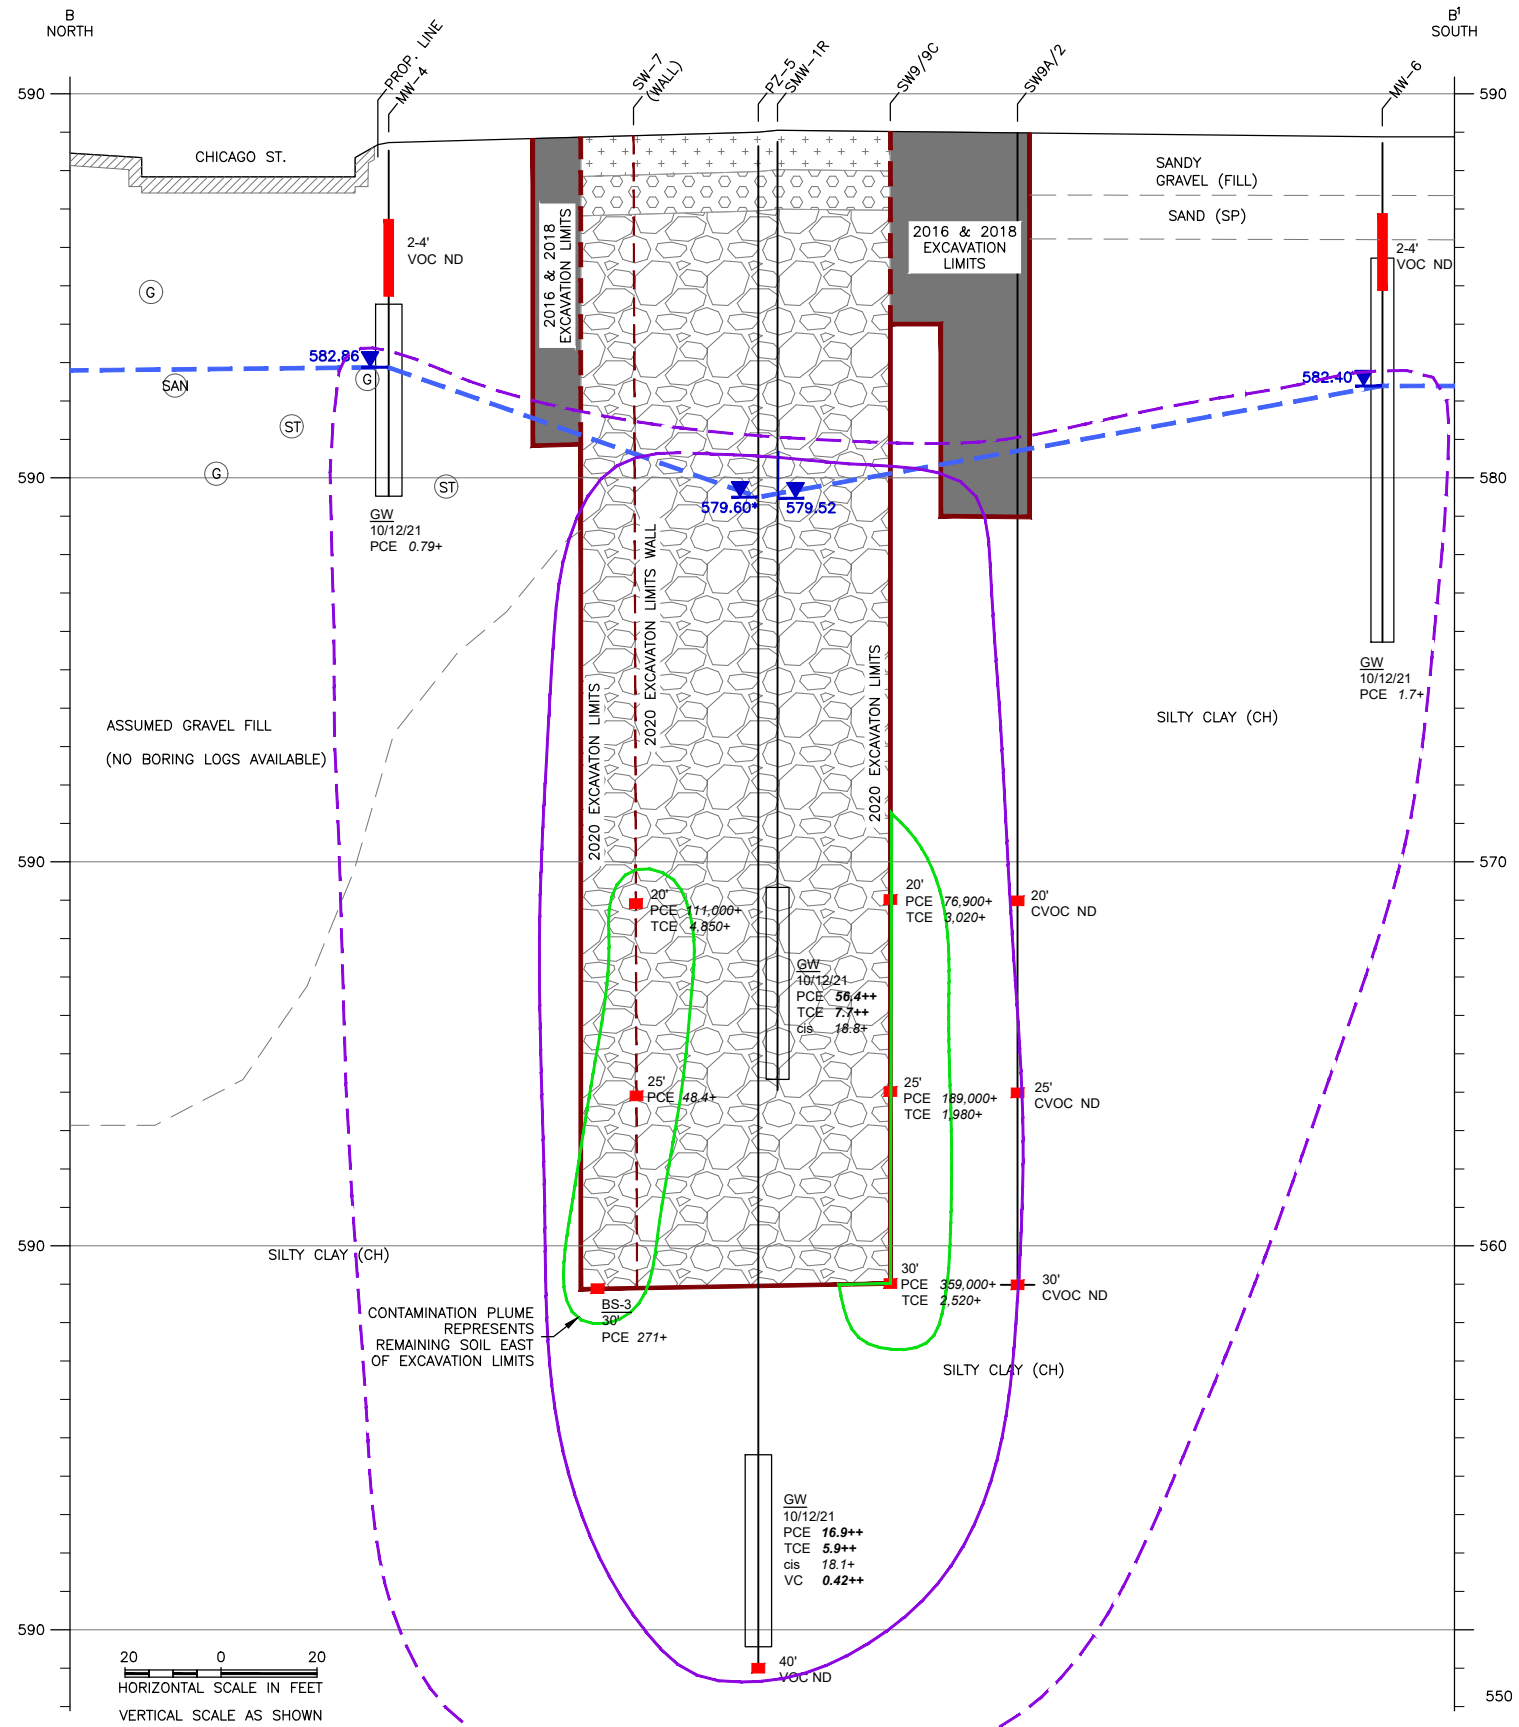 B
NORTH
B¹
SOUTH
PROP. LINE
MW-4
SW-7
(WALL)
PZ-5
SMW-1R
SW9/9C
SW9A/2
MW-6
590
590
CHICAGO ST.
SANDY
GRAVEL (FILL)
SAND (SP)
2016 & 2018
EXCAVATION LIMITS
2016 & 2018
EXCAVATION
LIMITS
2-4'
VOC ND
2-4'
VOC ND
G
582.86
G
SAN
582.40
ST
G
ST
590
580
579.60*
579.52
GW
10/12/21
PCE 0.79+
2020 EXCAVATON LIMITS WALL
2020 EXCAVATON LIMITS
2020 EXCAVATON LIMITS
GW
10/12/21
PCE 1.7+
ASSUMED GRAVEL FILL
(NO BORING LOGS AVAILABLE)
SILTY CLAY (CH)
590
570
20'
PCE 111,000+
TCE 4,850+
20'
PCE 76,900+
TCE 3,020+
20'
CVOC ND
GW
10/12/21
PCE 56.4++
TCE 7.7++
cis 18.8+
25'
PCE 48.4+
25'
PCE 189,000+
TCE 1,980+
25'
CVOC ND
590
560
SILTY CLAY (CH)
30'
PCE 359,000+
TCE 2,520+
30'
CVOC ND
BS-3
30'
PCE 271+
CONTAMINATION PLUME
REPRESENTS
REMAINING SOIL EAST
OF EXCAVATION LIMITS
SILTY CLAY (CH)
GW
10/12/21
PCE 16.9++
TCE 5.9++
cis 18.1+
VC 0.42++
590
40'
VOC ND
20 0 20
HORIZONTAL SCALE IN FEET
VERTICAL SCALE AS SHOWN
550